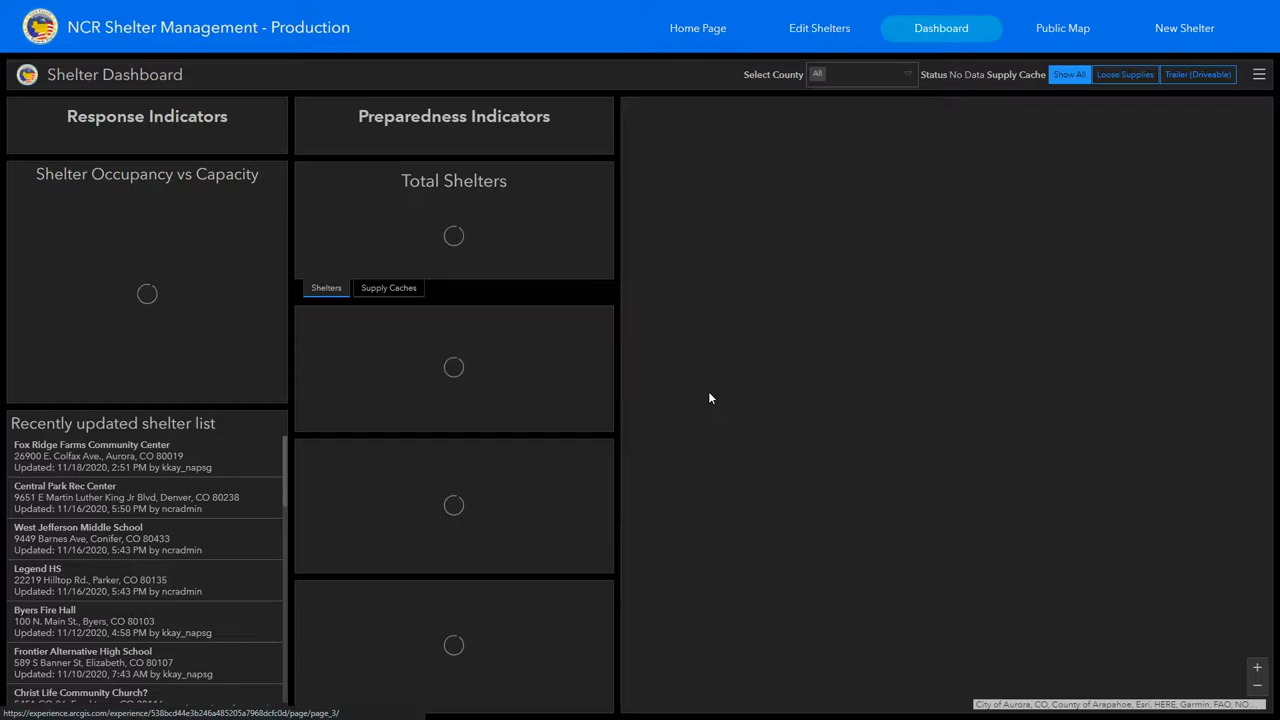 NCR Shelter Management - Production
Home Page
Edit Shelters
Dashboard
Public Map
New Shelter
Shelter Dashboard
Select County
All
Status No Data Supply Cache
Show All
Loose Supplies
Trailer (Driveable)
Response Indicators
Preparedness Indicators
Shelter Occupancy vs Capacity
Total Shelters
Shelters
Supply Caches
Recently updated shelter list
Fox Ridge Farms Community Center
26900 E. Colfax Ave., Aurora, CO 80019
Updated: 11/18/2020, 2:51 PM by kkay_napsg
Central Park Rec Center
9651 E Martin Luther King Jr Blvd, Denver, CO 80238
Updated: 11/16/2020, 5:50 PM by ncradmin
West Jefferson Middle School
9449 Barnes Ave, Conifer, CO 80433
Updated: 11/16/2020, 5:43 PM by ncradmin
Legend HS
22219 Hilltop Rd., Parker, CO 80135
Updated: 11/16/2020, 5:43 PM by ncradmin
Byers Fire Hall
100 N. Main St., Byers, CO 80103
Updated: 11/12/2020, 4:58 PM by kkay_napsg
Frontier Alternative High School
589 S Banner St, Elizabeth, CO 80107
Updated: 11/10/2020, 7:43 AM by kkay_napsg
Christ Life Community Church?
+
−
City of Aurora, CO, County of Arapahoe, Esri, HERE, Garmin, FAO, NO...
https://experience.arcgis.com/experience/538bcd44e3b246a485205a7968dcfc0d/page/page_3/